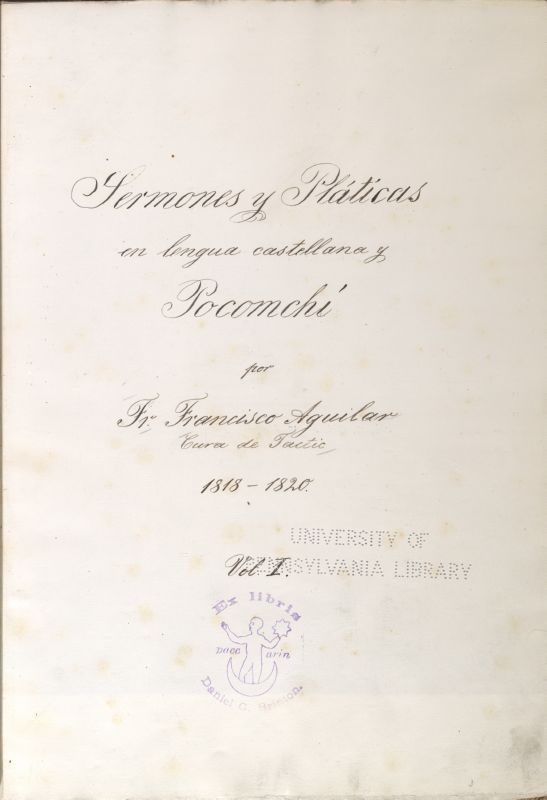 Sermones y Pláticas
en lengua castellana y
Pocomchí
por
Fr. Francisco Aguilar
Cura de Tactic
1818 – 1820.
UNIVERSITY OF
Vol I.
PENNSYLVANIA LIBRARY
Ex libris
Daniel G. Brinton.